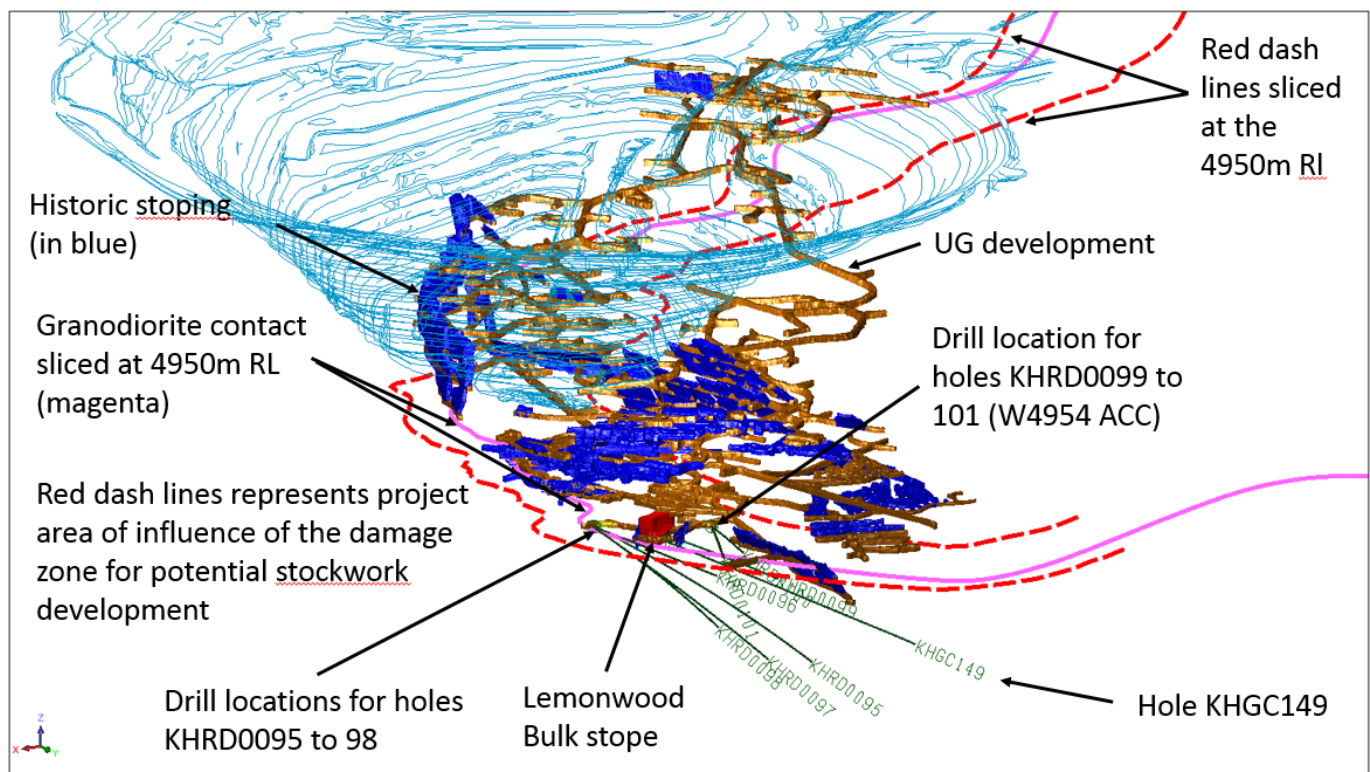 Red dash
lines sliced
at the
4950m Rl
Historic stoping
(in blue)
UG development
Granodiorite contact
sliced at 4950m RL
(magenta)
Drill location for
holes KHRD0099 to
101 (W4954 ACC)
Red dash lines represents project
area of influence of the damage
zone for potential stockwork
development
KHRD0099
KHRD0096
KHGC149
KHRD0098
KHRD0097
KHRD0095
Drill locations for holes
KHRD0095 to 98
Lemonwood
Bulk stope
Hole KHGC149
Z
X
Y